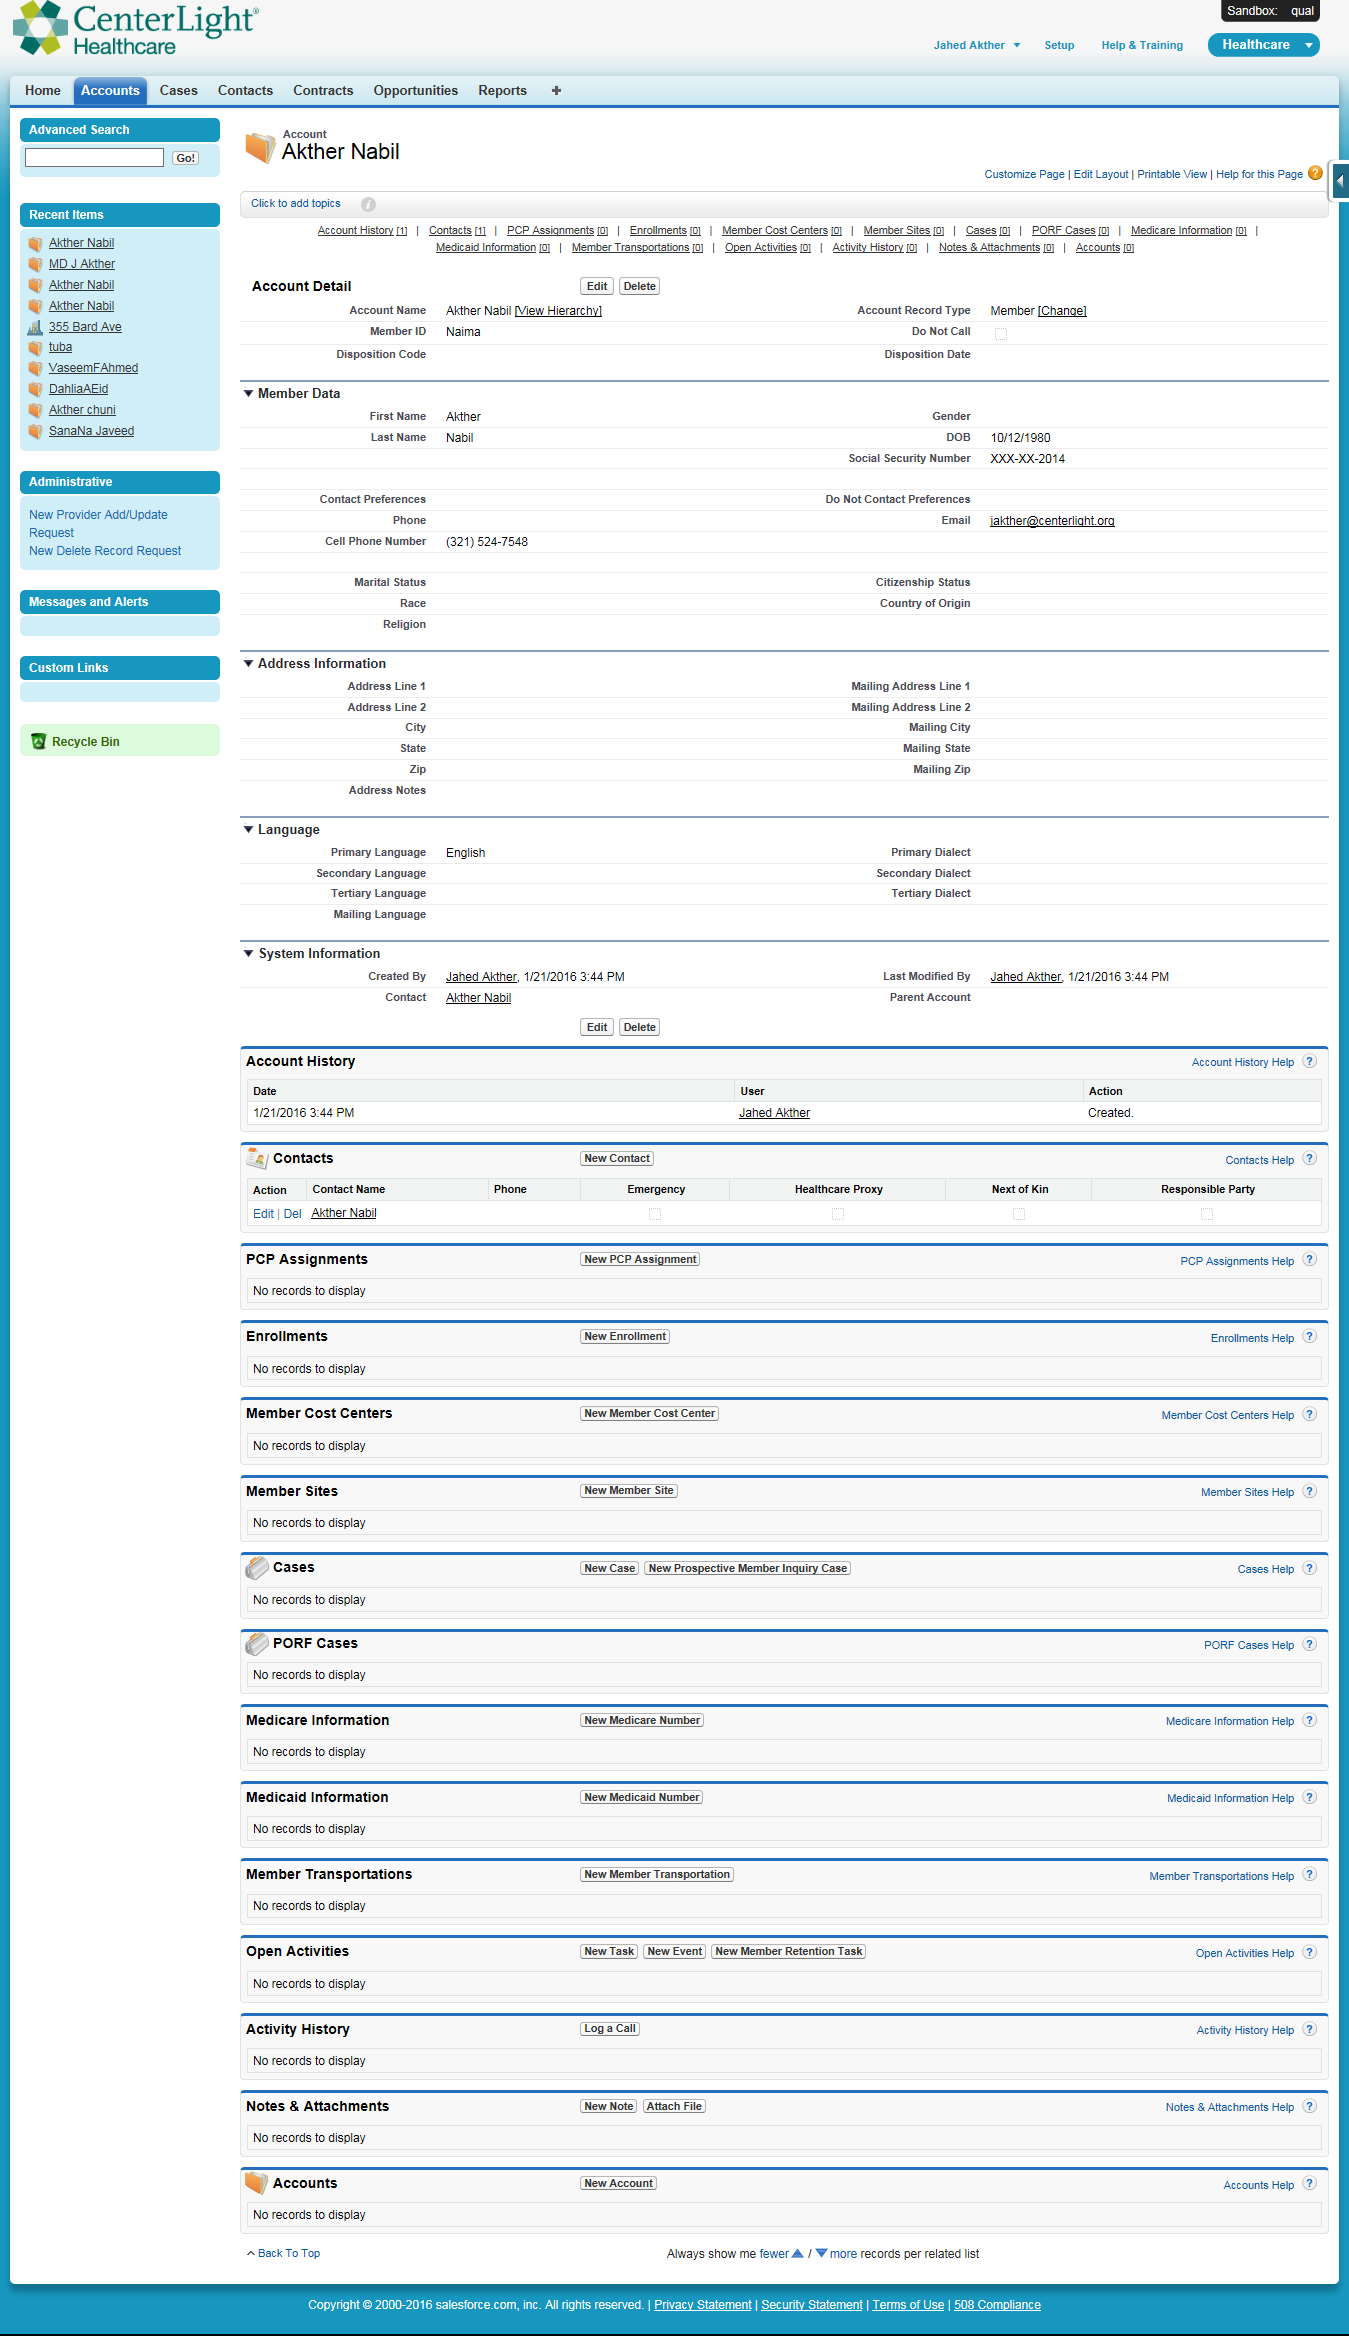 CenterLight®
Healthcare
Sandbox: qual
Jahed Akther Setup Help & Training Healthcare
Home Accounts Cases Contacts Contracts Opportunities Reports +
Advanced Search
Go!
Recent Items
Akther Nabil
MD J Akther
Akther Nabil
Akther Nabil
355 Bard Ave
tuba
VaseemFAhmed
DahliaAEid
Akther chuni
SanaNa Javeed
Administrative
New Provider Add/Update
Request
New Delete Record Request
Messages and Alerts
Custom Links
Recycle Bin
Account
Akther Nabil
Customize Page | Edit Layout | Printable View | Help for this Page ?
Click to add topics i
Account History [1] | Contacts [1] | PCP Assignments [0] | Enrollments [0] | Member Cost Centers [0] | Member Sites [0] | Cases [0] | PORF Cases [0] | Medicare Information [0] |
Medicaid Information [0] | Member Transportations [0] | Open Activities [0] | Activity History [0] | Notes & Attachments [0] | Accounts [0]
Account Detail Edit Delete
Account Name Akther Nabil [View Hierarchy] Account Record Type Member [Change]
Member ID Naima Do Not Call
Disposition Code Disposition Date
Member Data
First Name Akther Gender
Last Name Nabil DOB 10/12/1980
Social Security Number XXX-XX-2014
Contact Preferences Do Not Contact Preferences
Phone Email jakther@centerlight.org
Cell Phone Number (321) 524-7548
Marital Status Citizenship Status
Race Country of Origin
Religion
Address Information
Address Line 1 Mailing Address Line 1
Address Line 2 Mailing Address Line 2
City Mailing City
State Mailing State
Zip Mailing Zip
Address Notes
Language
Primary Language English Primary Dialect
Secondary Language Secondary Dialect
Tertiary Language Tertiary Dialect
Mailing Language
System Information
Created By Jahed Akther, 1/21/2016 3:44 PM Last Modified By Jahed Akther, 1/21/2016 3:44 PM
Contact Akther Nabil Parent Account
Edit Delete
Account History Account History Help ?
Date User Action
1/21/2016 3:44 PM Jahed Akther Created.
Contacts New Contact Contacts Help ?
Action Contact Name Phone Emergency Healthcare Proxy Next of Kin Responsible Party
Edit | Del Akther Nabil
PCP Assignments New PCP Assignment PCP Assignments Help ?
No records to display
Enrollments New Enrollment Enrollments Help ?
No records to display
Member Cost Centers New Member Cost Center Member Cost Centers Help ?
No records to display
Member Sites New Member Site Member Sites Help ?
No records to display
Cases New Case New Prospective Member Inquiry Case Cases Help ?
No records to display
PORF Cases PORF Cases Help ?
No records to display
Medicare Information New Medicare Number Medicare Information Help ?
No records to display
Medicaid Information New Medicaid Number Medicaid Information Help ?
No records to display
Member Transportations New Member Transportation Member Transportations Help ?
No records to display
Open Activities New Task New Event New Member Retention Task Open Activities Help ?
No records to display
Activity History Log a Call Activity History Help ?
No records to display
Notes & Attachments New Note Attach File Notes & Attachments Help ?
No records to display
Accounts New Account Accounts Help ?
No records to display
Back To Top Always show me fewer / more records per related list
Copyright © 2000-2016 salesforce.com, inc. All rights reserved. | Privacy Statement | Security Statement | Terms of Use | 508 Compliance